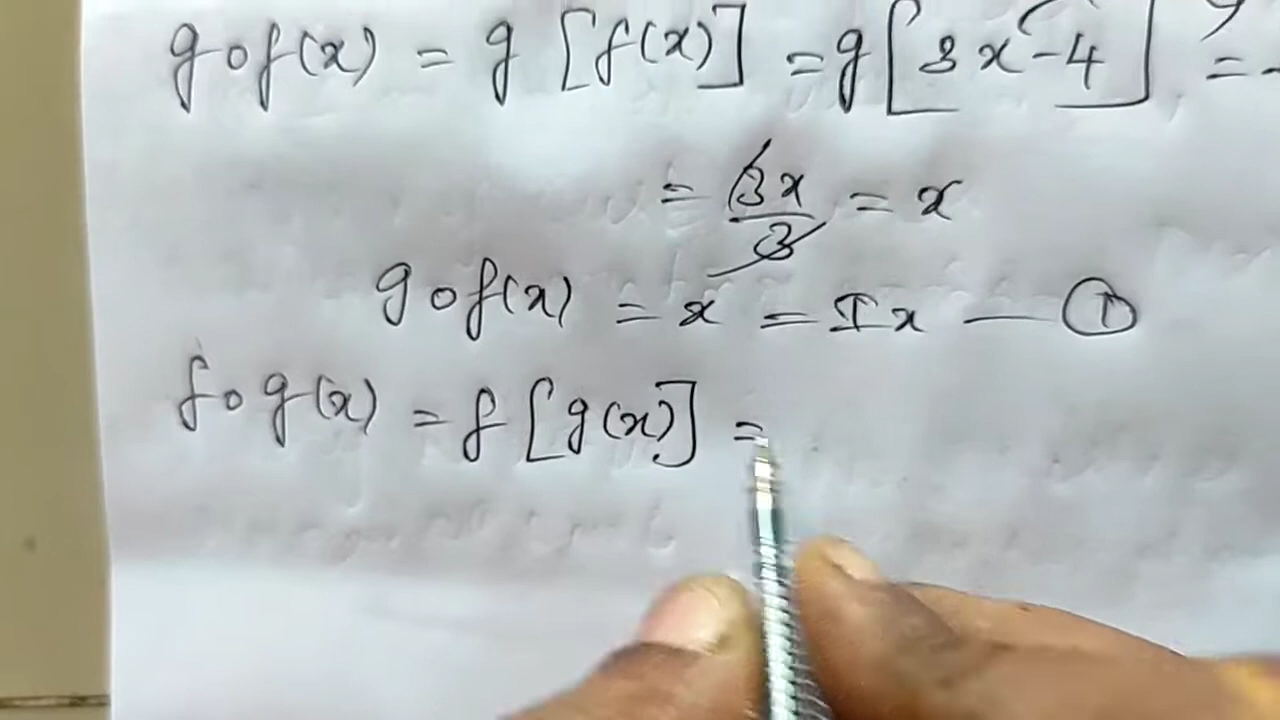 gof(x) = g[f(x)] = g[3x-4] =
= 3x/3 = x
gof(x) = x = Ix — ①
fog(x) = f[g(x)] =